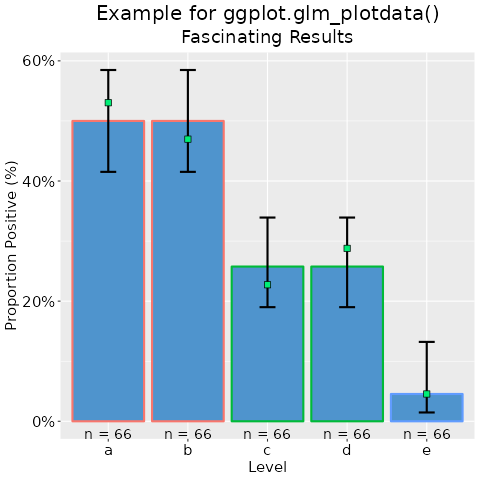 Example for ggplot.glm_plotdata()
Fascinating Results
Proportion Positive (%)
60%
40%
20%
0%
n = 66 n = 66 n = 66 n = 66 n = 66
a b c d e
Level